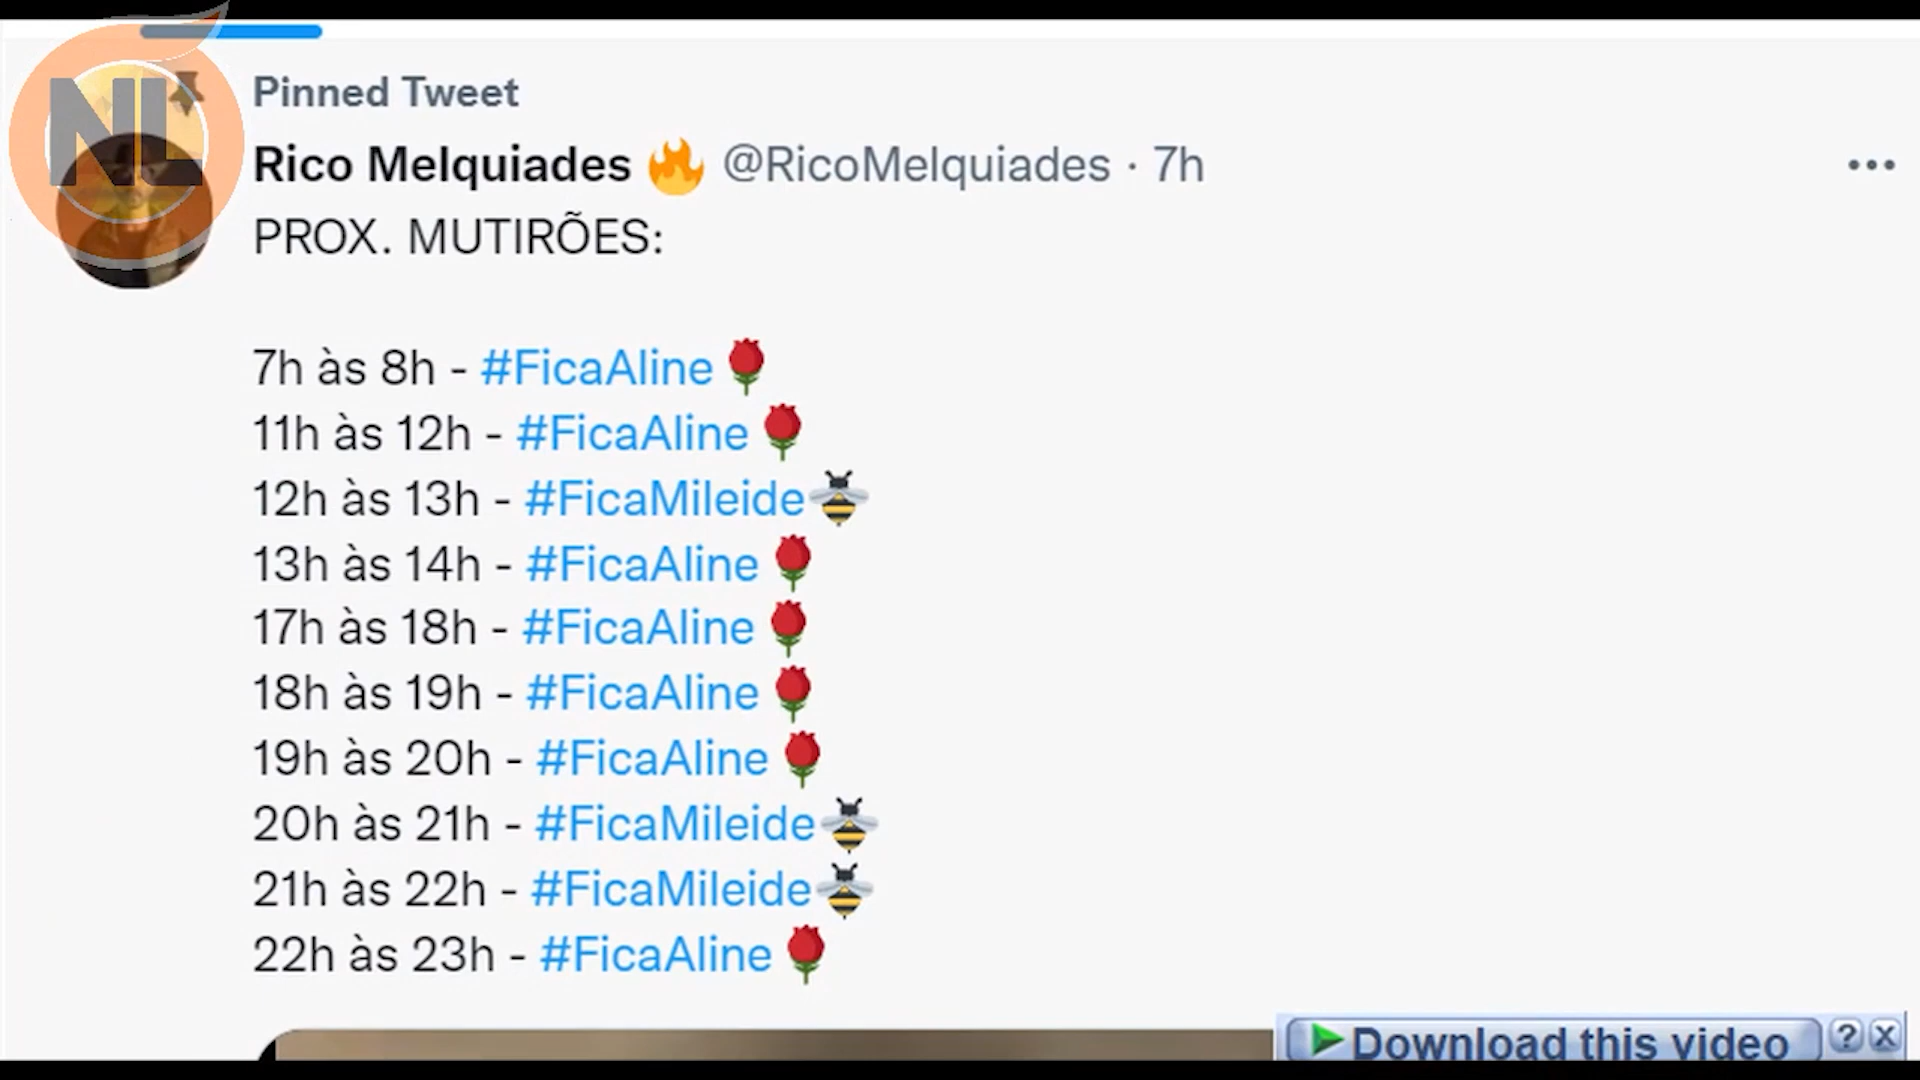 NL
Pinned Tweet
Rico Melquiades 🔥 @RicoMelquiades · 7h
PROX. MUTIRÕES:
7h às 8h - #FicaAline🌹
11h às 12h - #FicaAline🌹
12h às 13h - #FicaMileide🐝
13h às 14h - #FicaAline🌹
17h às 18h - #FicaAline🌹
18h às 19h - #FicaAline🌹
19h às 20h - #FicaAline🌹
20h às 21h - #FicaMileide🐝
21h às 22h - #FicaMileide🐝
22h às 23h - #FicaAline🌹
Download this video ? X